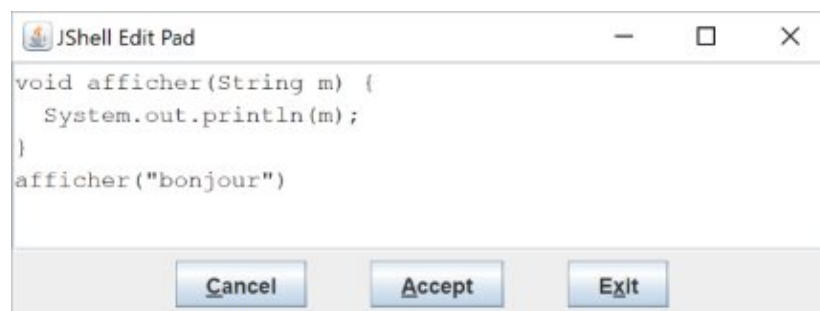 JShell Edit Pad
void afficher(String m) {
  System.out.println(m);
}
afficher("bonjour")
Cancel Accept Exit